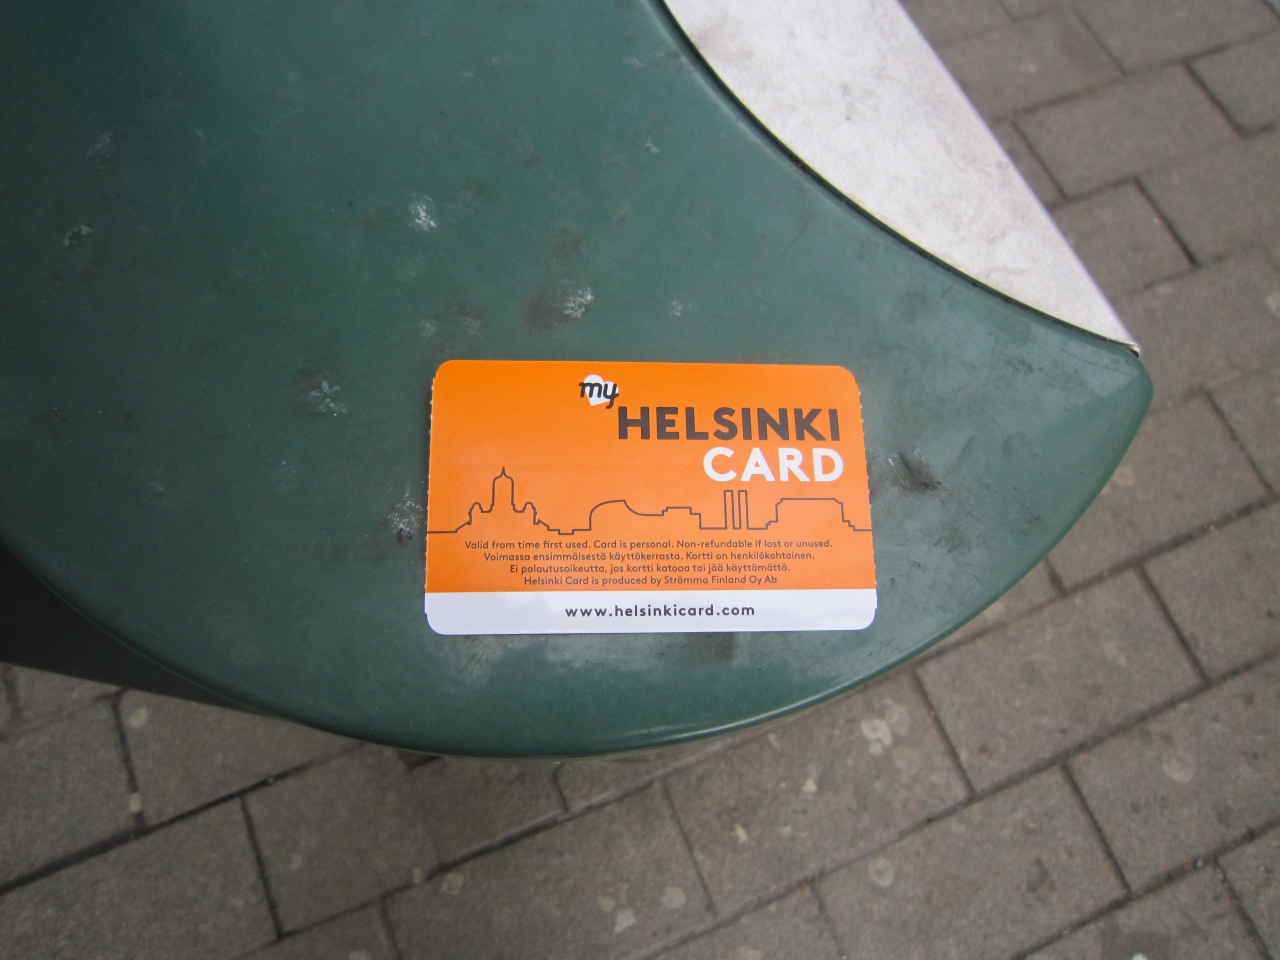 my
HELSINKI
CARD
Valid from time first used. Card is personal. Non-refundable if lost or unused.
Voimassa ensimmäisestä käyttökerrasta. Kortti on henkilökohtainen.
Ei palautusoikeutta, jos kortti katoaa tai jää käyttämättä.
Helsinki Card is produced by Strömma Finland Oy Ab
www.helsinkicard.com